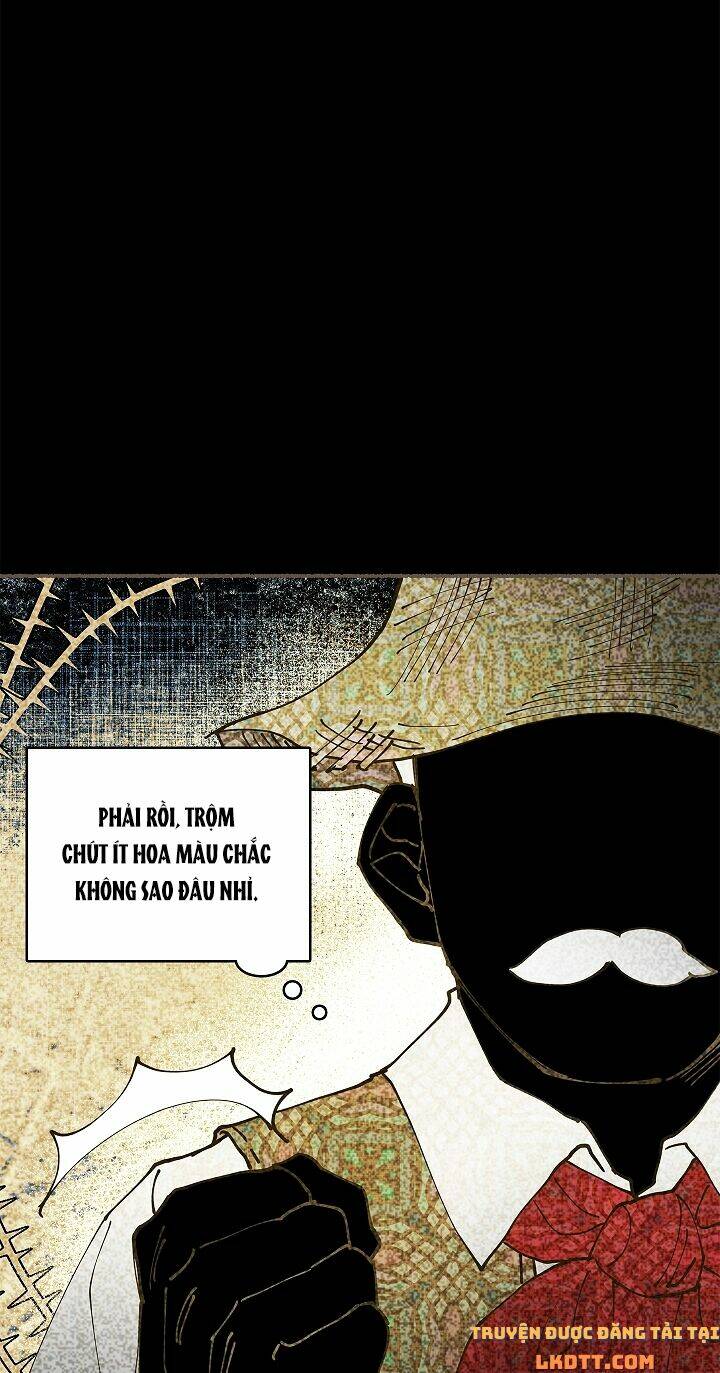 PHẢI RỒI, TRỘM
CHÚT ÍT HOA MÀU CHẮC
KHÔNG SAO ĐÂU NHỈ.
TRUYỆN ĐƯỢC ĐĂNG TẢI TẠI
LKDTT.COM